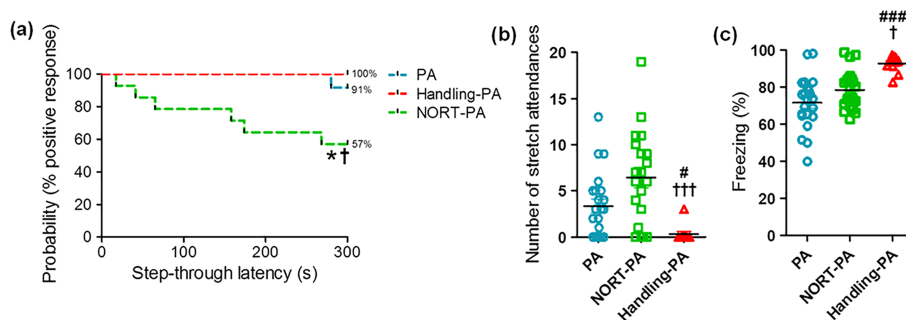 (a)
Probability (% positive response)
100
80
60
40
20
0
0
100
200
300
Step-through latency (s)
100%
91%
57%
*†
PA
Handling-PA
NORT-PA
(b)
Number of stretch attendances
20
15
10
5
0
#
†††
PA
NORT-PA
Handling-PA
(c)
Freezing (%)
100
80
60
40
20
0
###
†
PA
NORT-PA
Handling-PA